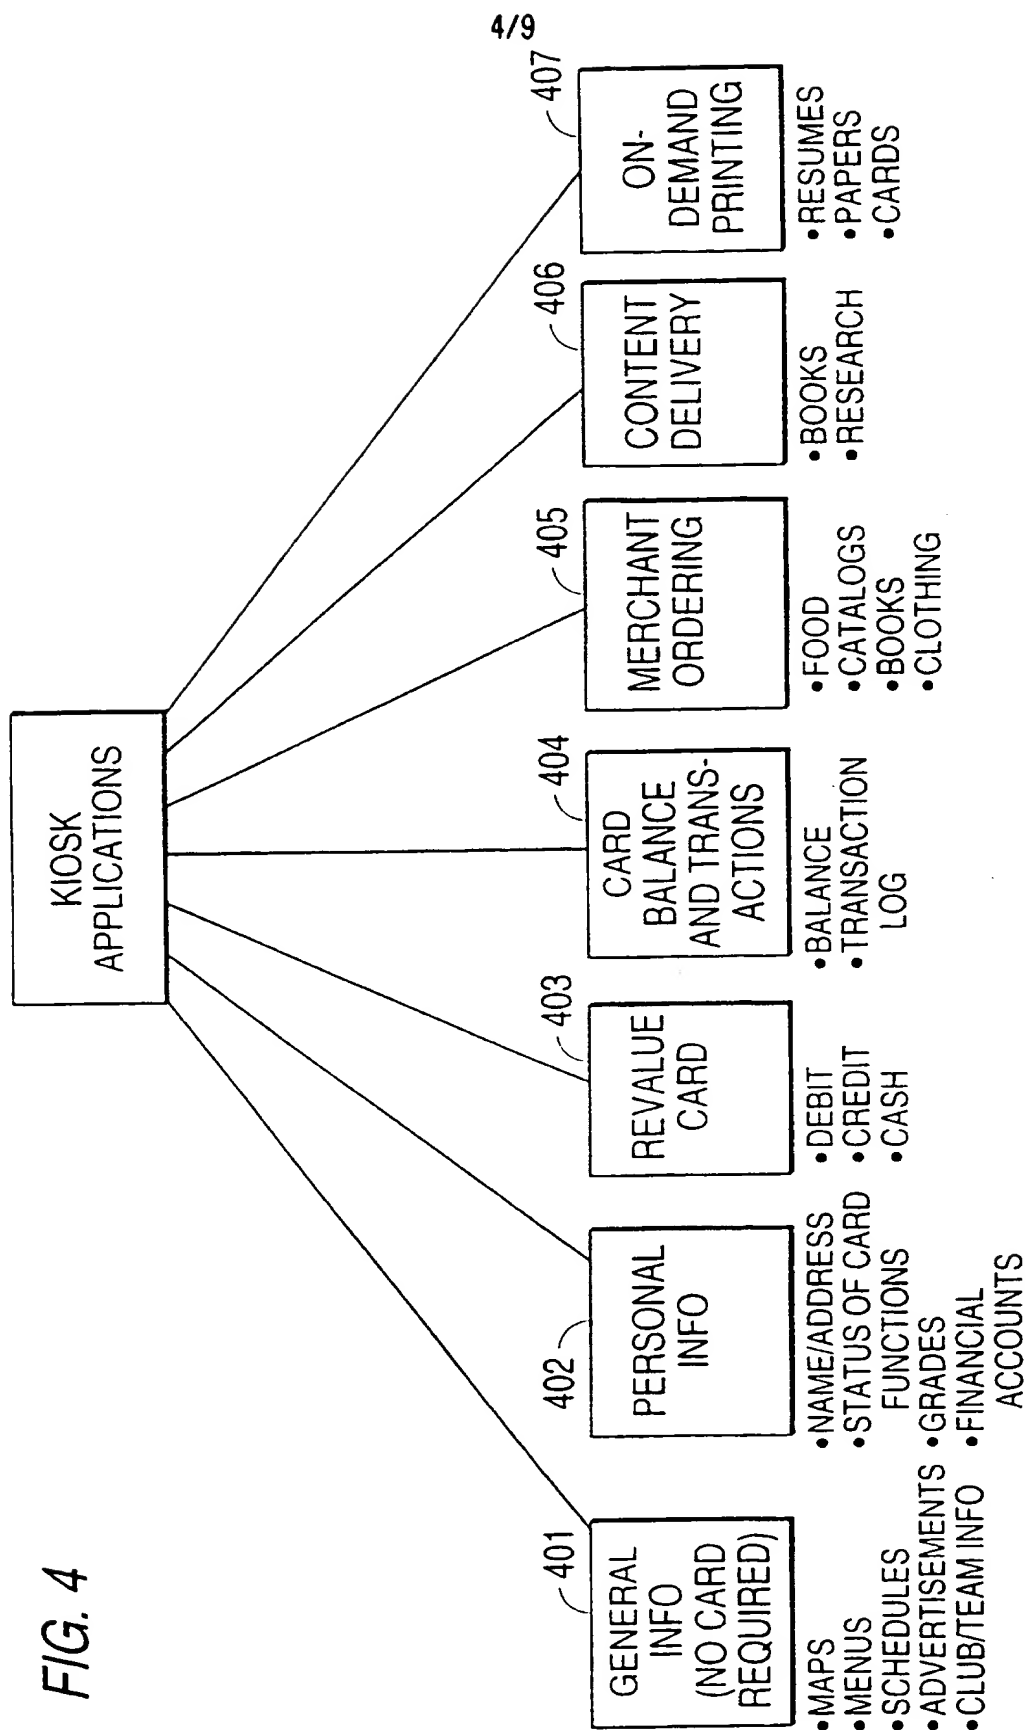 4/9
FIG. 4
KIOSK
APPLICATIONS
401
GENERAL
INFO
(NO CARD
REQUIRED)
•MAPS
•MENUS
•SCHEDULES
•ADVERTISEMENTS
•CLUB/TEAM INFO
402
PERSONAL
INFO
•NAME/ADDRESS
•STATUS OF CARD
FUNCTIONS
•GRADES
•FINANCIAL
ACCOUNTS
403
REVALUE
CARD
•DEBIT
•CREDIT
•CASH
404
CARD
BALANCE
AND TRANS-
ACTIONS
•BALANCE
•TRANSACTION
LOG
405
MERCHANT
ORDERING
•FOOD
•CATALOGS
•BOOKS
•CLOTHING
406
CONTENT
DELIVERY
•BOOKS
•RESEARCH
407
ON-
DEMAND
PRINTING
•RESUMES
•PAPERS
•CARDS